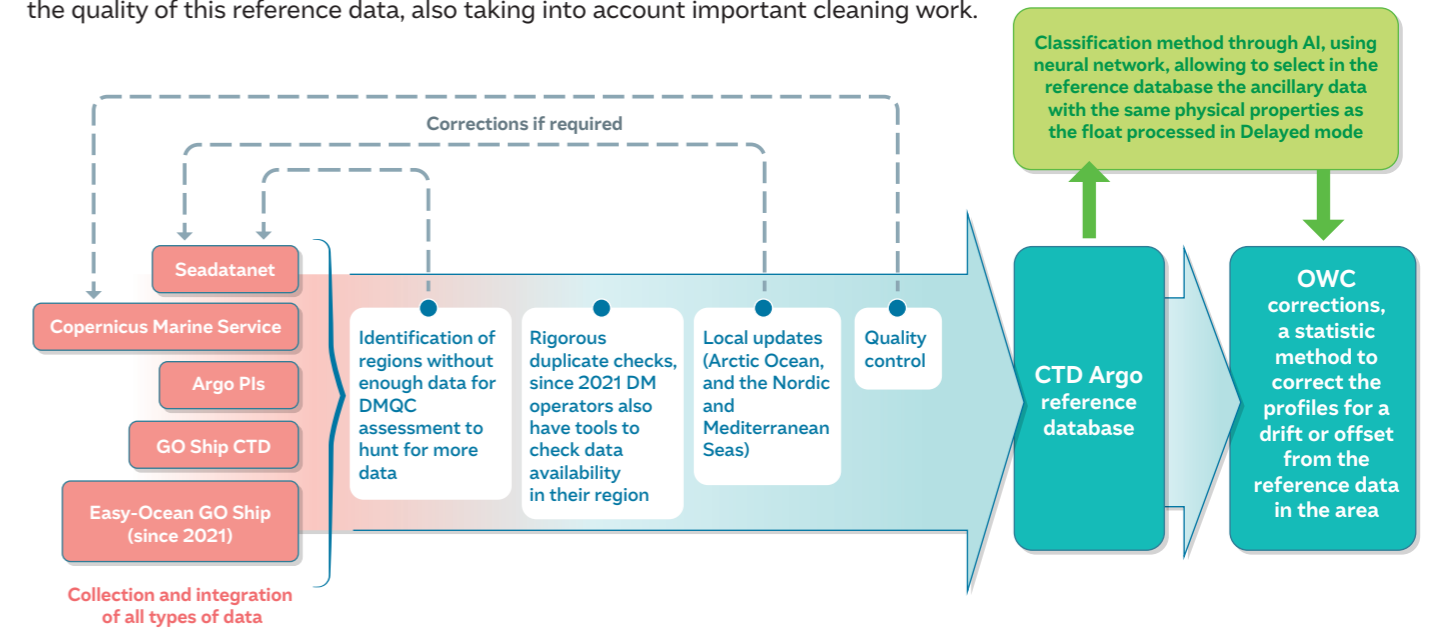 the quality of this reference data, also taking into account important cleaning work.
Classification method through AI, using
neural network, allowing to select in the
reference database the ancillary data
with the same physical properties as
the float processed in Delayed mode
Corrections if required
Seadatanet
Copernicus Marine Service
Argo PIs
GO Ship CTD
Easy-Ocean GO Ship
(since 2021)
Collection and integration
of all types of data
Identification of
regions without
enough data for
DMQC
assessment to
hunt for more
data
Rigorous
duplicate checks,
since 2021 DM
operators also
have tools to
check data
availability
in their region
Local updates
(Arctic Ocean,
and the Nordic
and
Mediterranean
Seas)
Quality
control
CTD Argo
reference
database
OWC
corrections,
a statistic
method to
correct the
profiles for a
drift or offset
from the
reference data
in the area